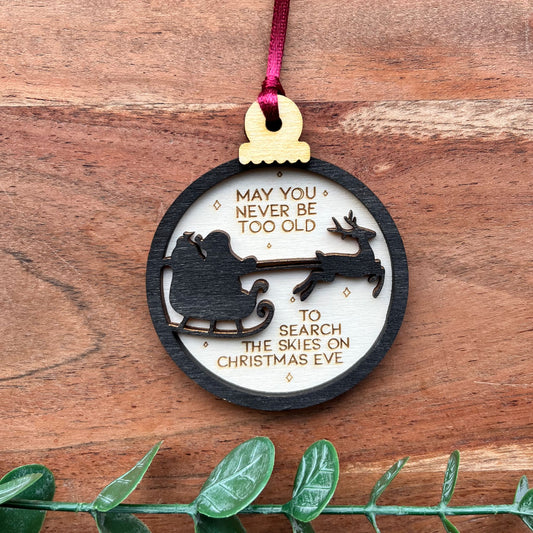 MAY YOU
NEVER BE
TOO OLD
TO
SEARCH
THE SKIES ON
CHRISTMAS EVE